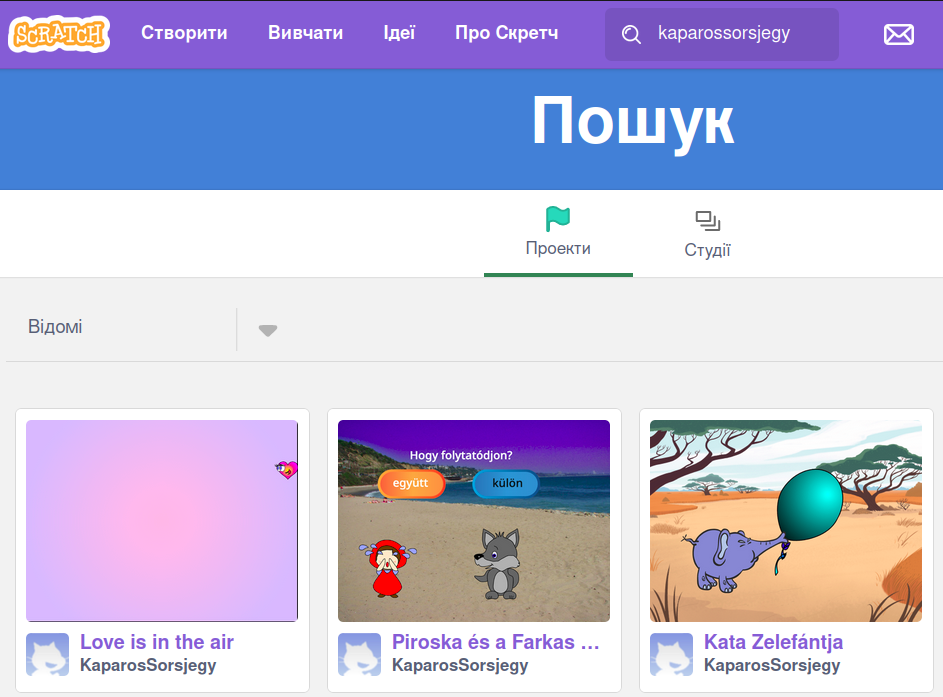 SCRATCH Створити Вивчати Ідеї Про Скретч kaparossorsjegy
Пошук
Проекти Студії
Відомі
Hogy folytatódjon?
együtt külön
Love is in the air Piroska és a Farkas ... Kata Zelefántja
KaparosSorsjegy KaparosSorsjegy KaparosSorsjegy